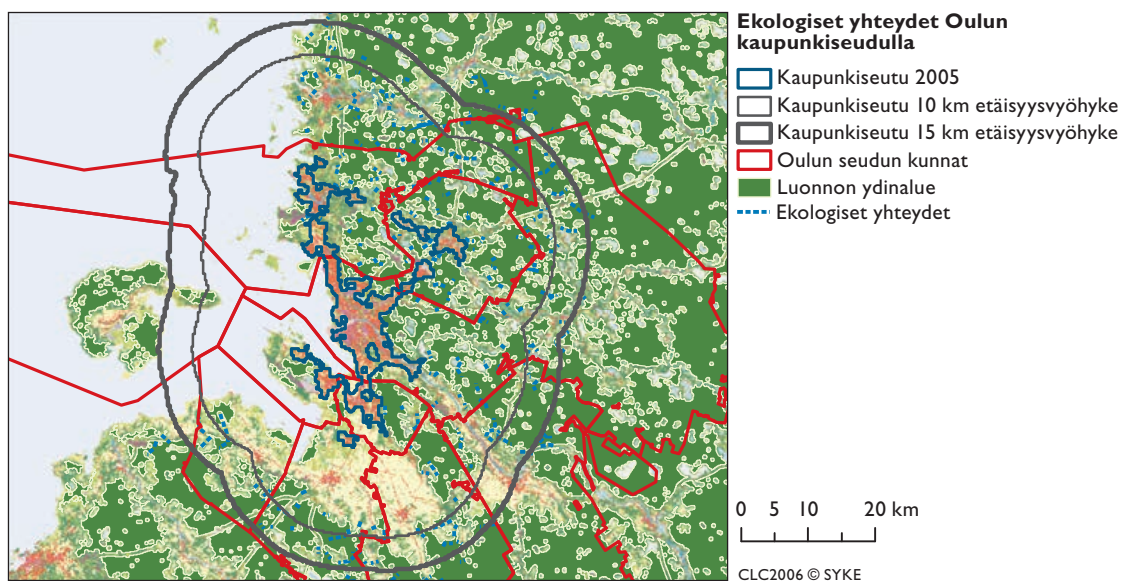 Ekologiset yhteydet Oulun
kaupunkiseudulla
Kaupunkiseutu 2005
Kaupunkiseutu 10 km etäisyysvyöhyke
Kaupunkiseutu 15 km etäisyysvyöhyke
Oulun seudun kunnat
Luonnon ydinalue
Ekologiset yhteydet
0 5 10 20 km
CLC2006 © SYKE